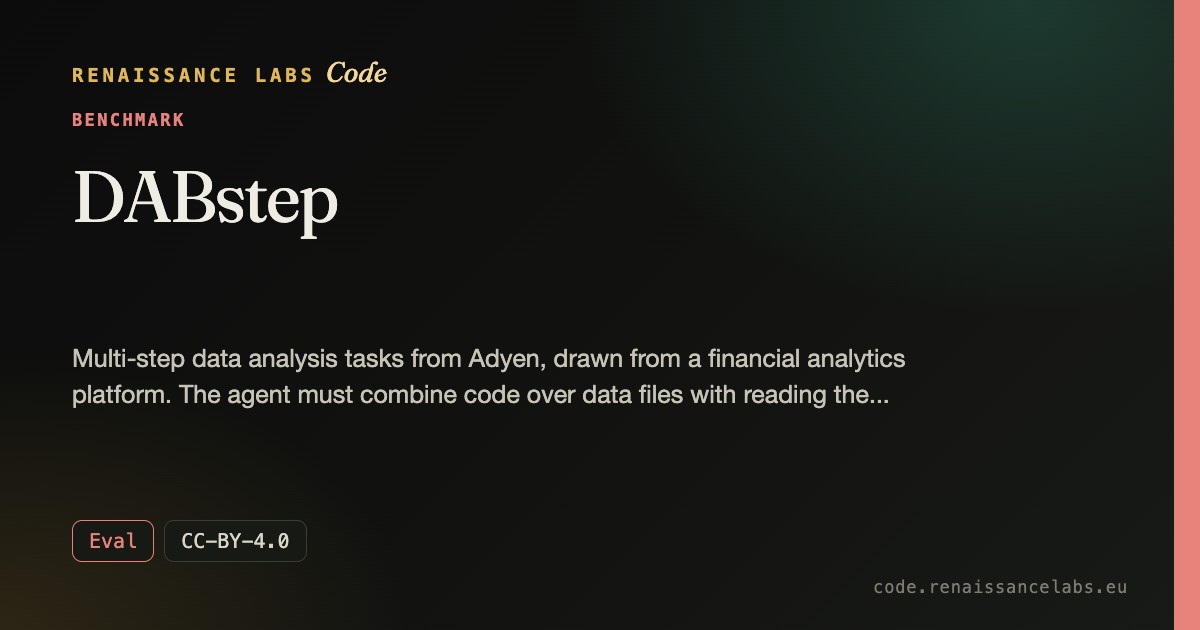 RENAISSANCE LABS Code
BENCHMARK
DABstep
Multi-step data analysis tasks from Adyen, drawn from a financial analytics
platform. The agent must combine code over data files with reading the...
Eval
CC-BY-4.0
code.renaissancelabs.eu